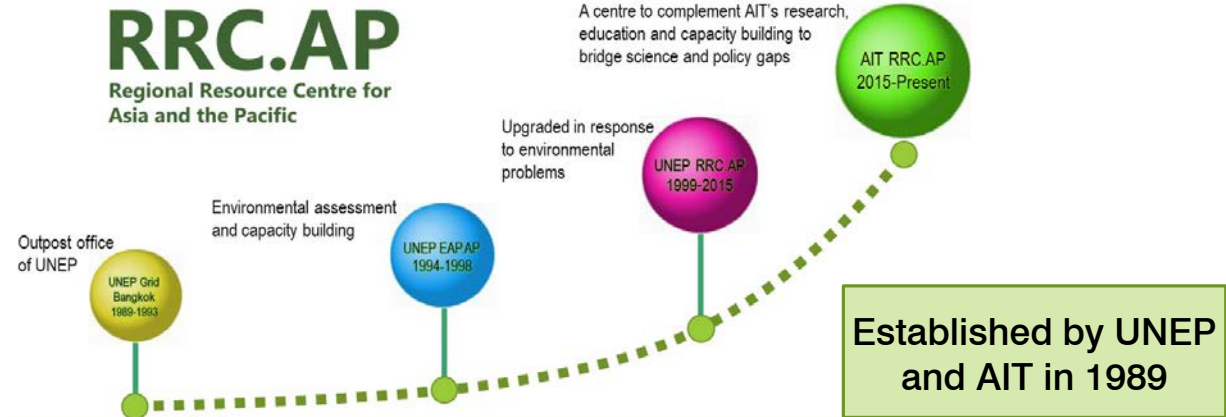 RRC.AP
Regional Resource Centre for
Asia and the Pacific
Outpost office
of UNEP
UNEP Grid
Bangkok
1989-1993
Environmental assessment
and capacity building
UNEP EAPAP
1994-1998
Upgraded in response
to environmental
problems
UNEP RRC.AP
1999-2015
A centre to complement AIT's research,
education and capacity building to
bridge science and policy gaps
AIT RRC.AP
2015-Present
Established by UNEP
and AIT in 1989